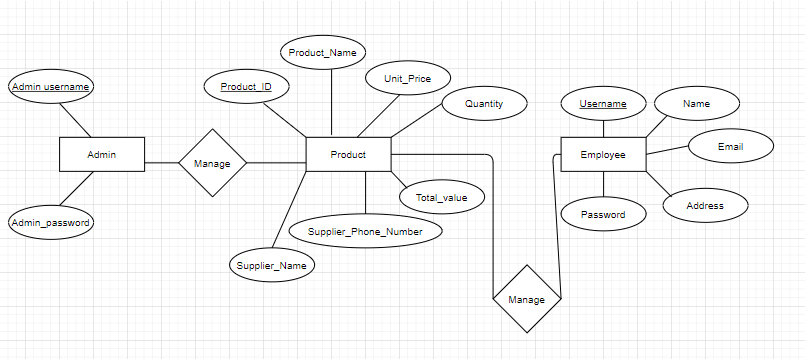 Product_Name
Admin username
Product_ID
Unit_Price
Quantity
Username
Name
Admin
Manage
Product
Employee
Email
Admin_password
Total_value
Supplier_Phone_Number
Password
Address
Supplier_Name
Manage